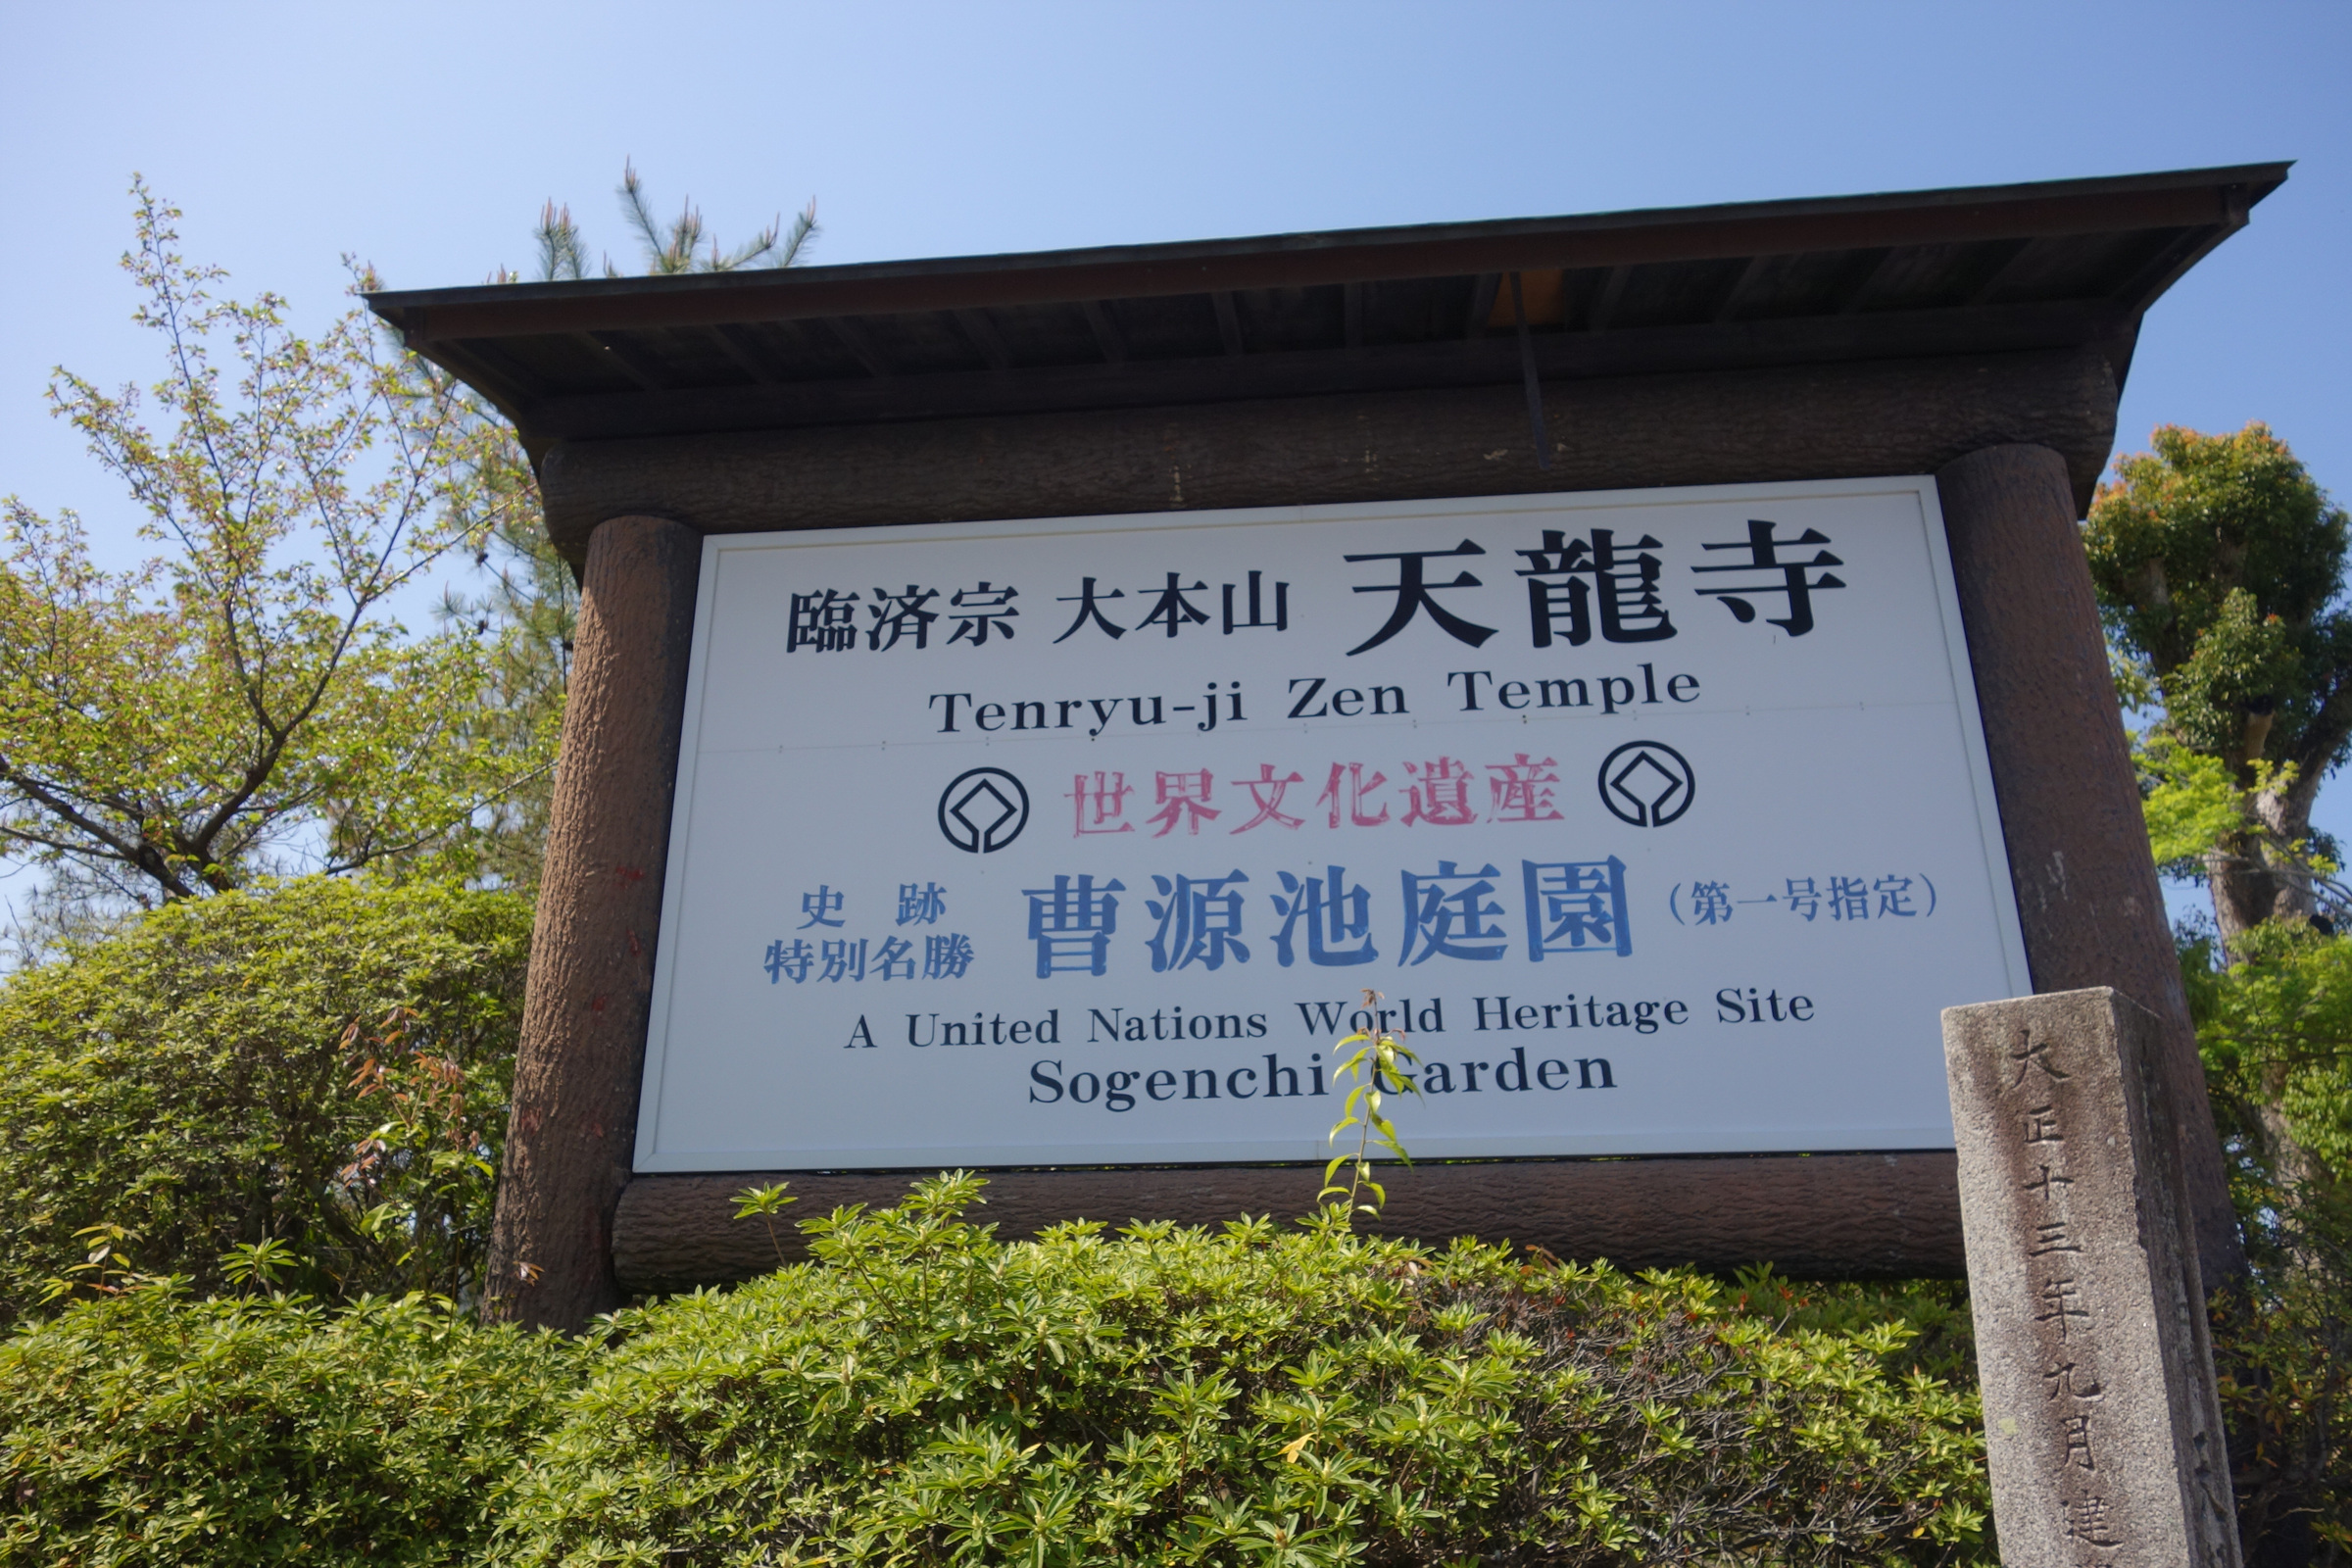 臨済宗 大本山 天龍寺
Tenryu-ji Zen Temple
世界文化遺産
史跡
特別名勝
曹源池庭園 (第一号指定)
A United Nations World Heritage Site
Sogenchi Garden
大正十三年九月建